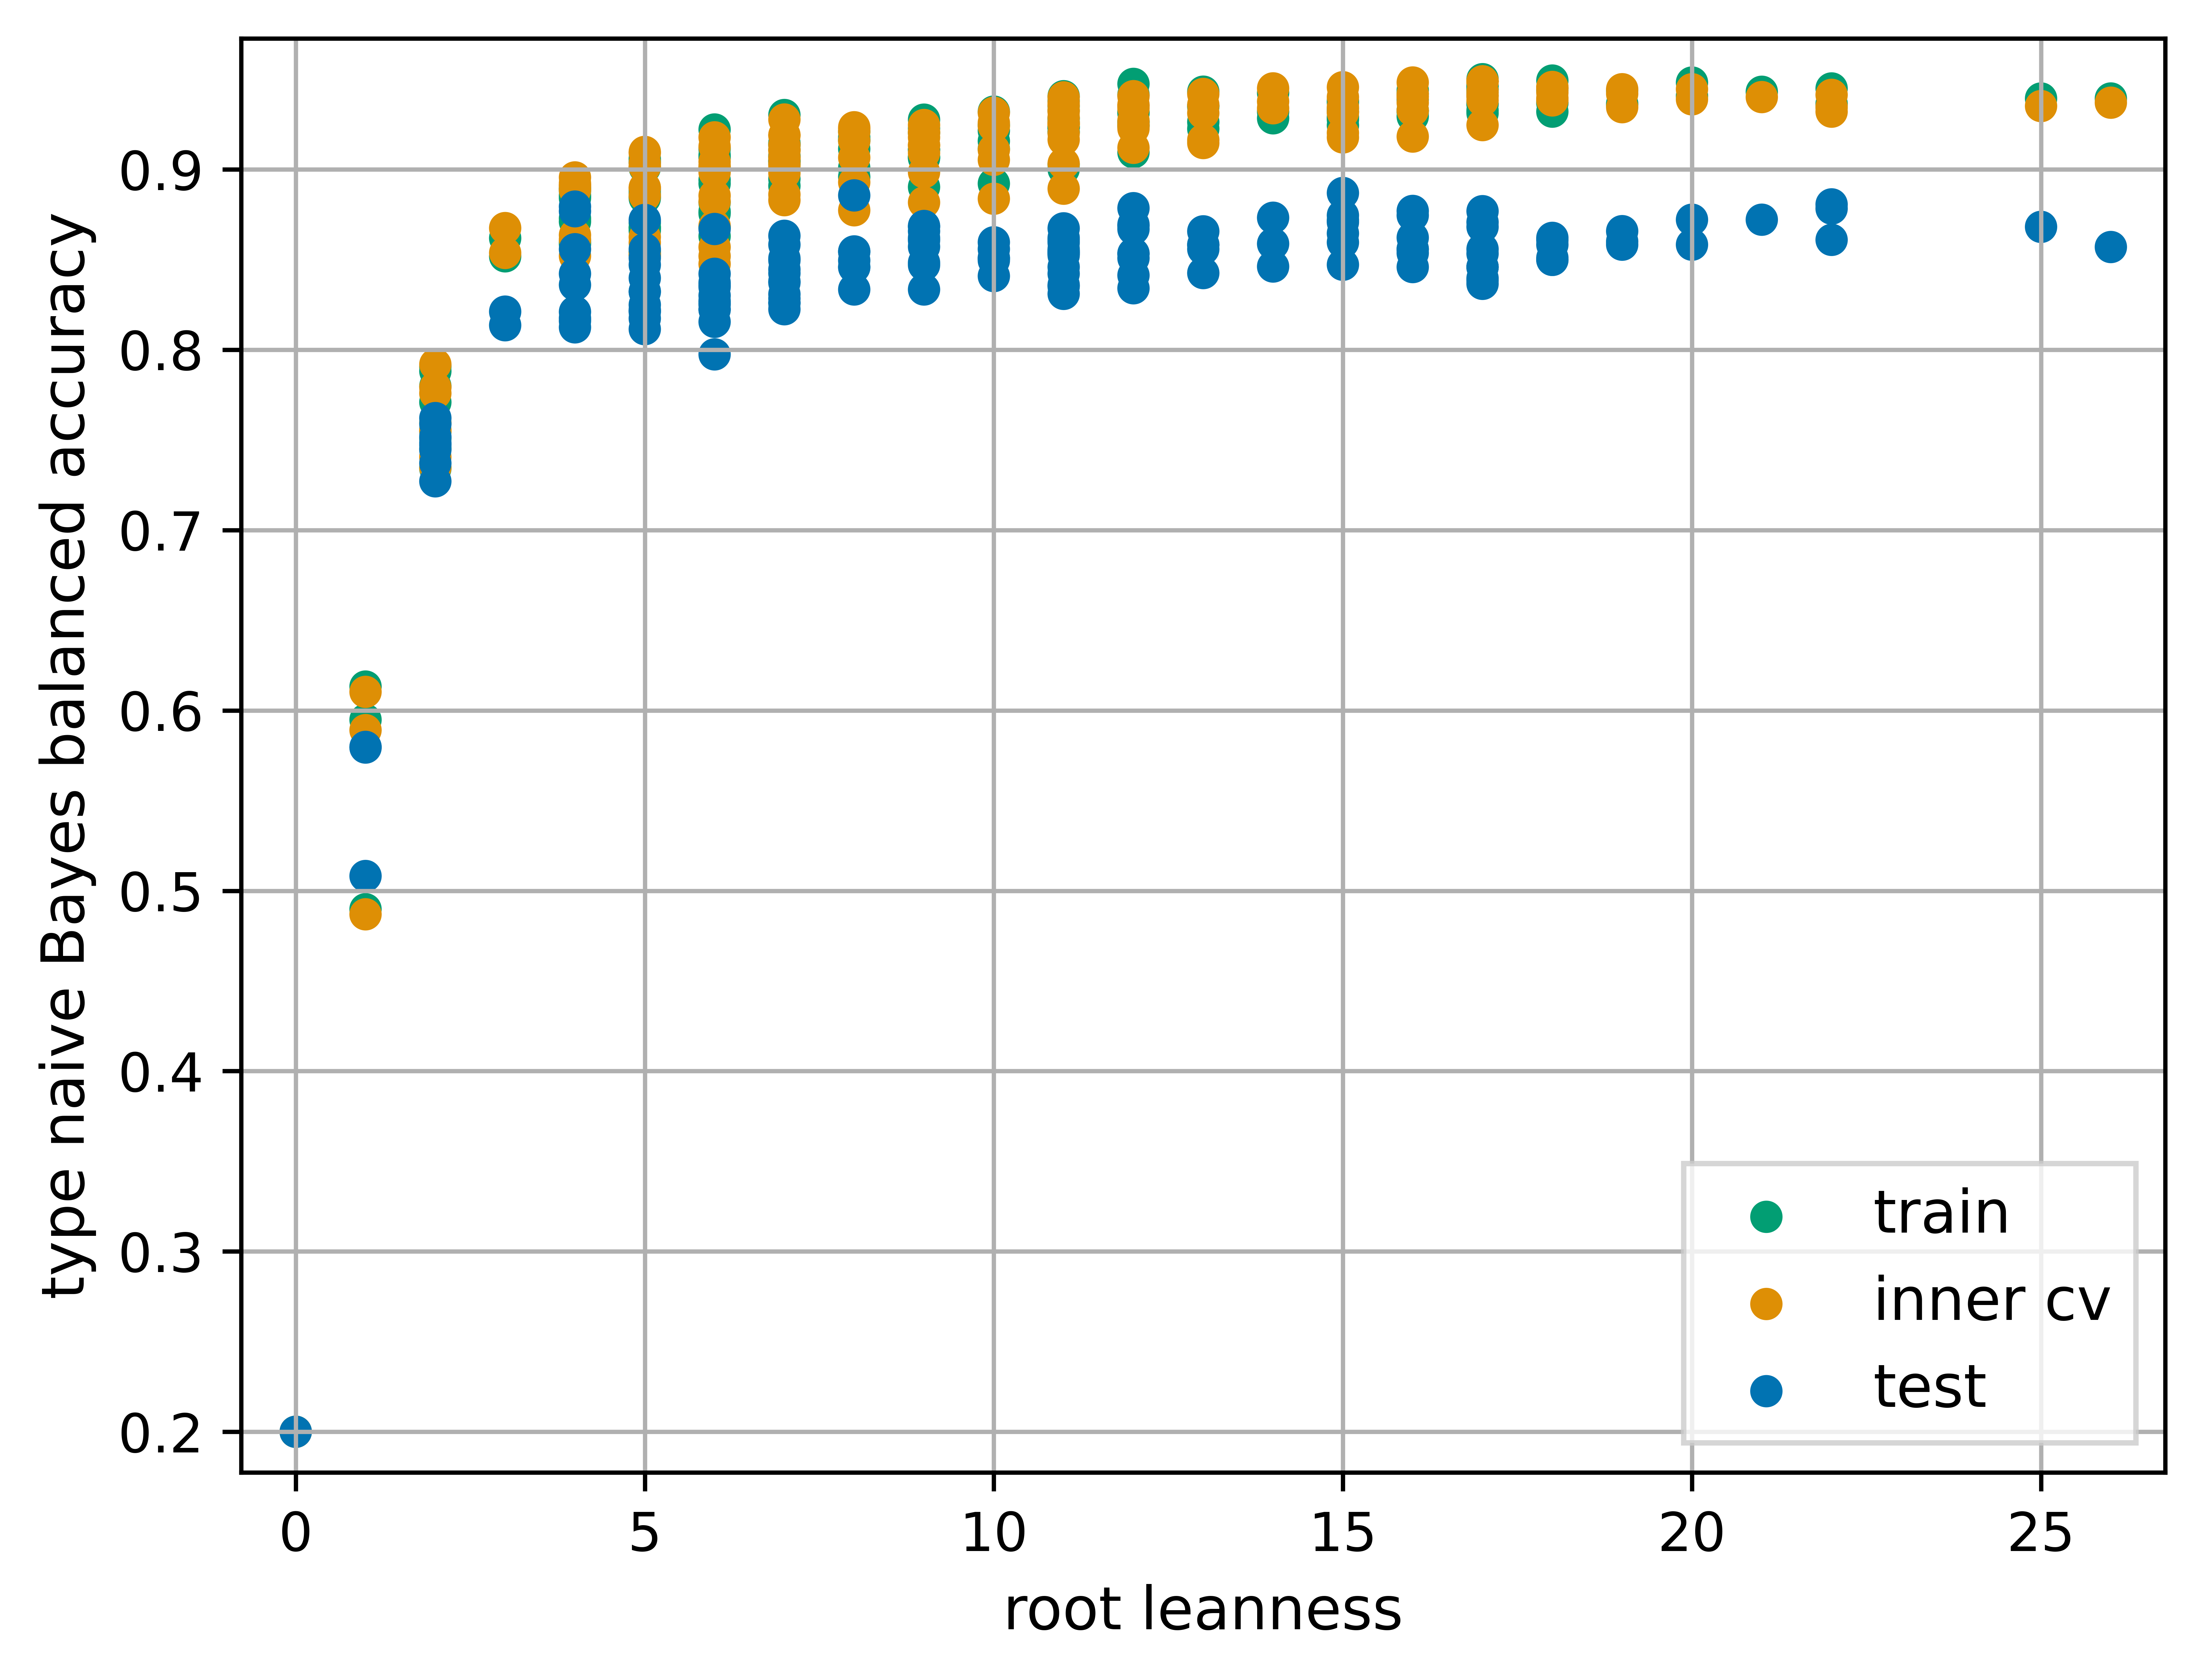 type naive Bayes balanced accuracy
0.9
0.8
0.7
0.6
0.5
0.4
0.3
0.2
train
inner cv
test
0 5 10 15 20 25
root leanness